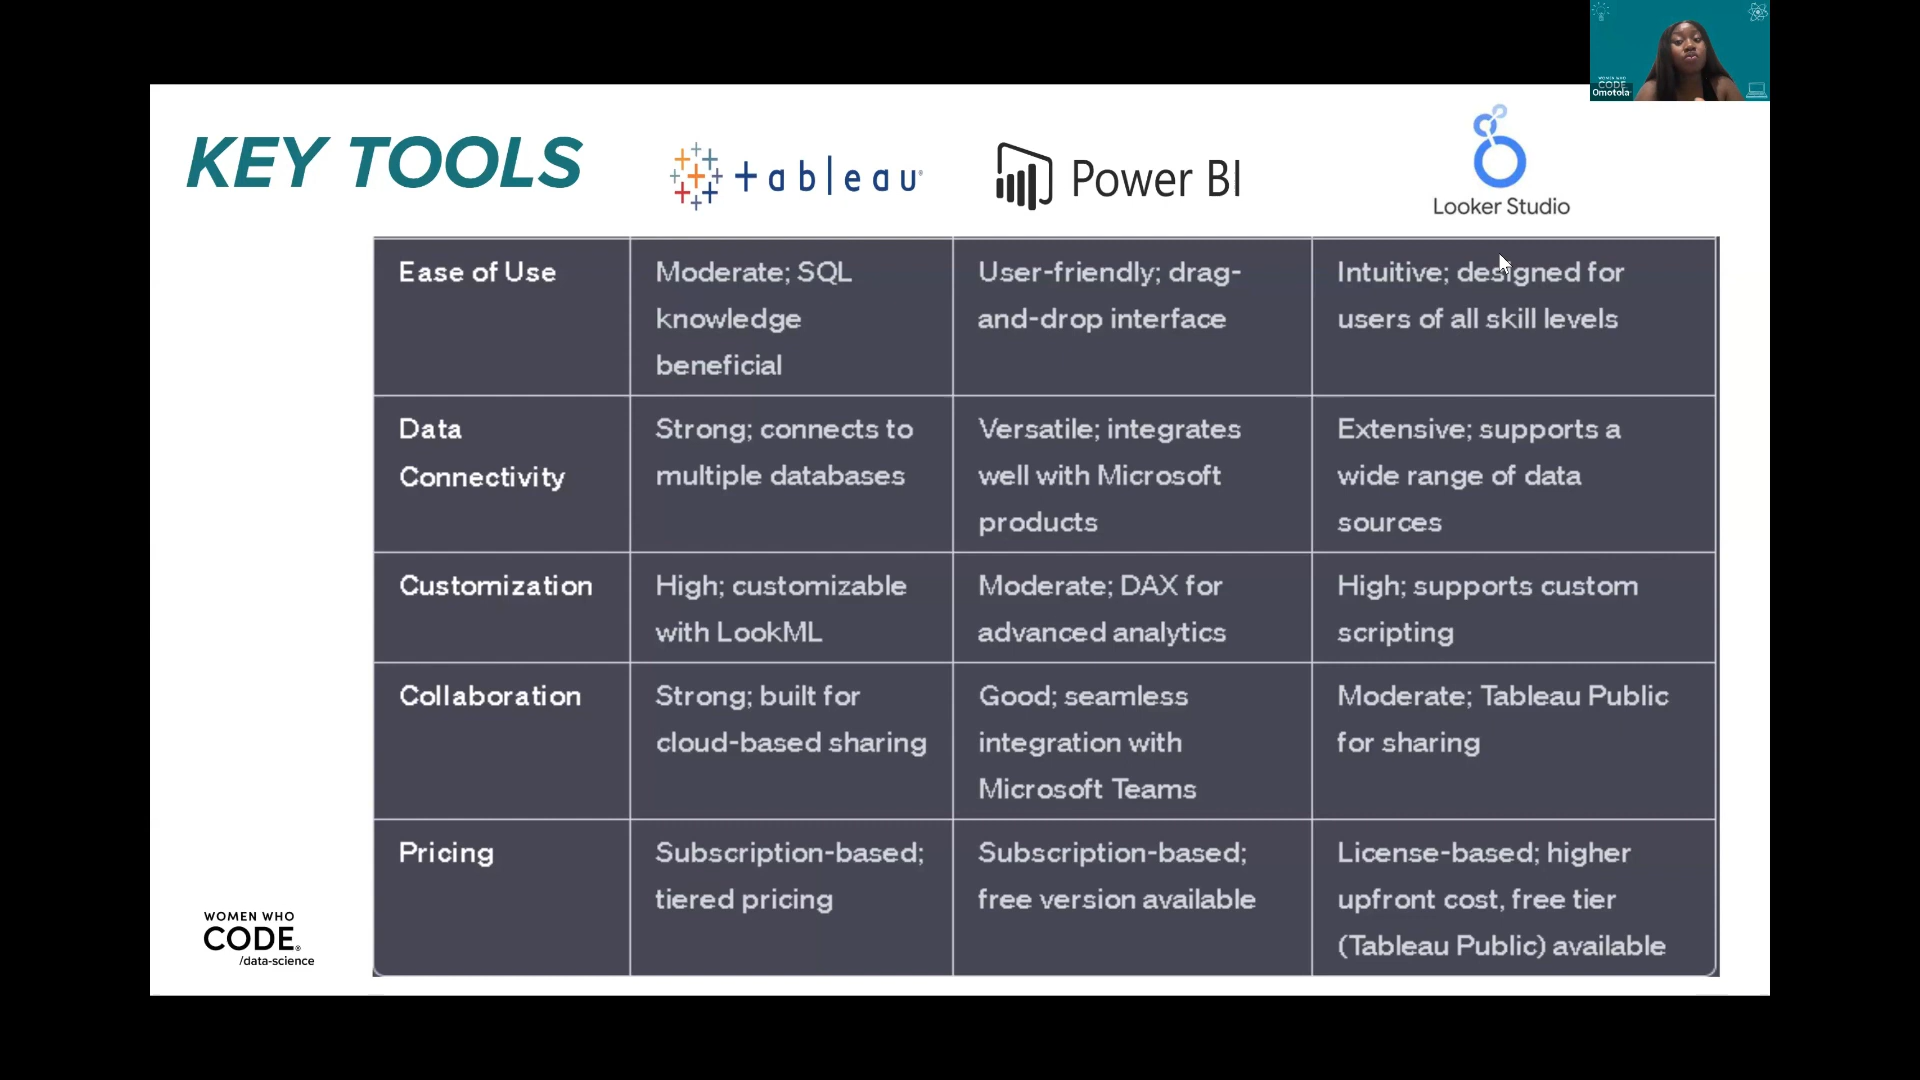 WOMEN WHO
CODE
Omotola
KEY TOOLS
+ a b l e a u
Power BI
Looker Studio
Ease of Use
Moderate; SQL
knowledge
beneficial
User-friendly; drag-
and-drop interface
Intuitive; designed for
users of all skill levels
Data
Connectivity
Strong; connects to
multiple databases
Versatile; integrates
well with Microsoft
products
Extensive; supports a
wide range of data
sources
Customization
High; customizable
with LookML
Moderate; DAX for
advanced analytics
High; supports custom
scripting
Collaboration
Strong; built for
cloud-based sharing
Good; seamless
integration with
Microsoft Teams
Moderate; Tableau Public
for sharing
Pricing
Subscription-based;
tiered pricing
Subscription-based;
free version available
License-based; higher
upfront cost, free tier
(Tableau Public) available
WOMEN WHO
CODE®
/data-science